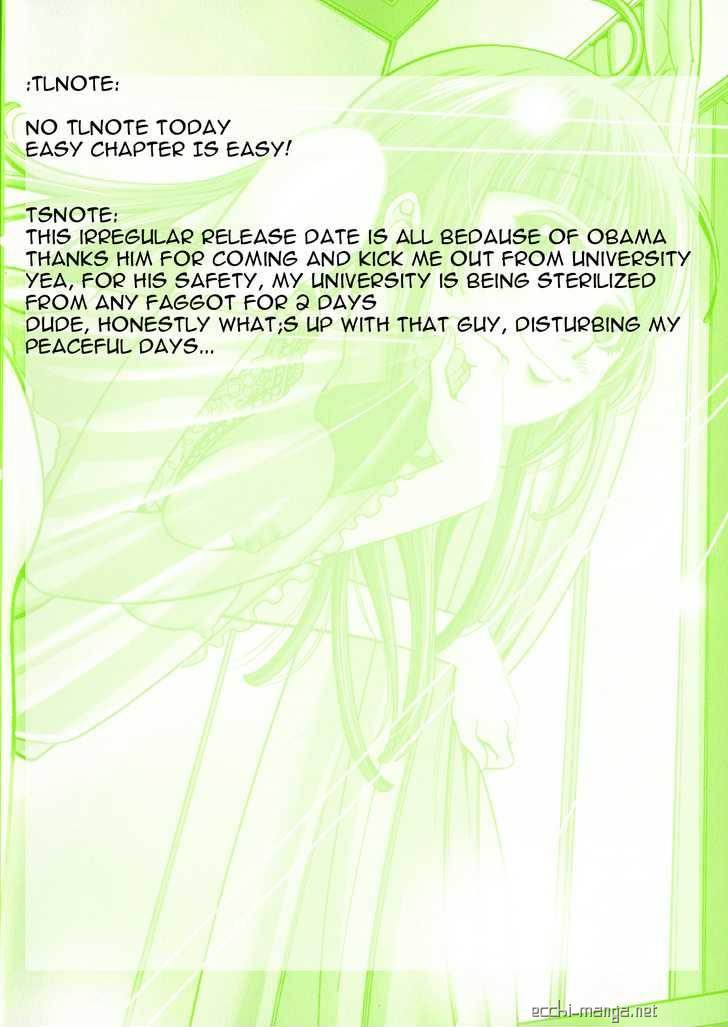 :TLNOTE:
NO TLNOTE TODAY
EASY CHAPTER IS EASY!
TSNOTE:
THIS IRREGULAR RELEASE DATE IS ALL BEDAUSE OF OBAMA
THANKS HIM FOR COMING AND KICK ME OUT FROM UNIVERSITY
YEA, FOR HIS SAFETY, MY UNIVERSITY IS BEING STERILIZED
FROM ANY FAGGOT FOR 2 DAYS
DUDE, HONESTLY WHAT;S UP WITH THAT GUY, DISTURBING MY
PEACEFUL DAYS...
ecchi-manga.net